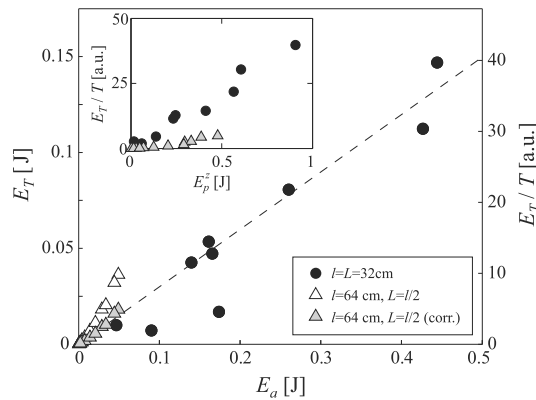 0.15
0.1
0.05
0
E_T [J]
50
25
0
E_T / T [a.u.]
0
0.5
1
E_p^z [J]
40
30
20
10
0
E_T / T [a.u.]
l=L=32cm
l=64 cm, L=l/2
l=64 cm, L=l/2 (corr.)
0
0.1
0.2
0.3
0.4
0.5
E_a [J]